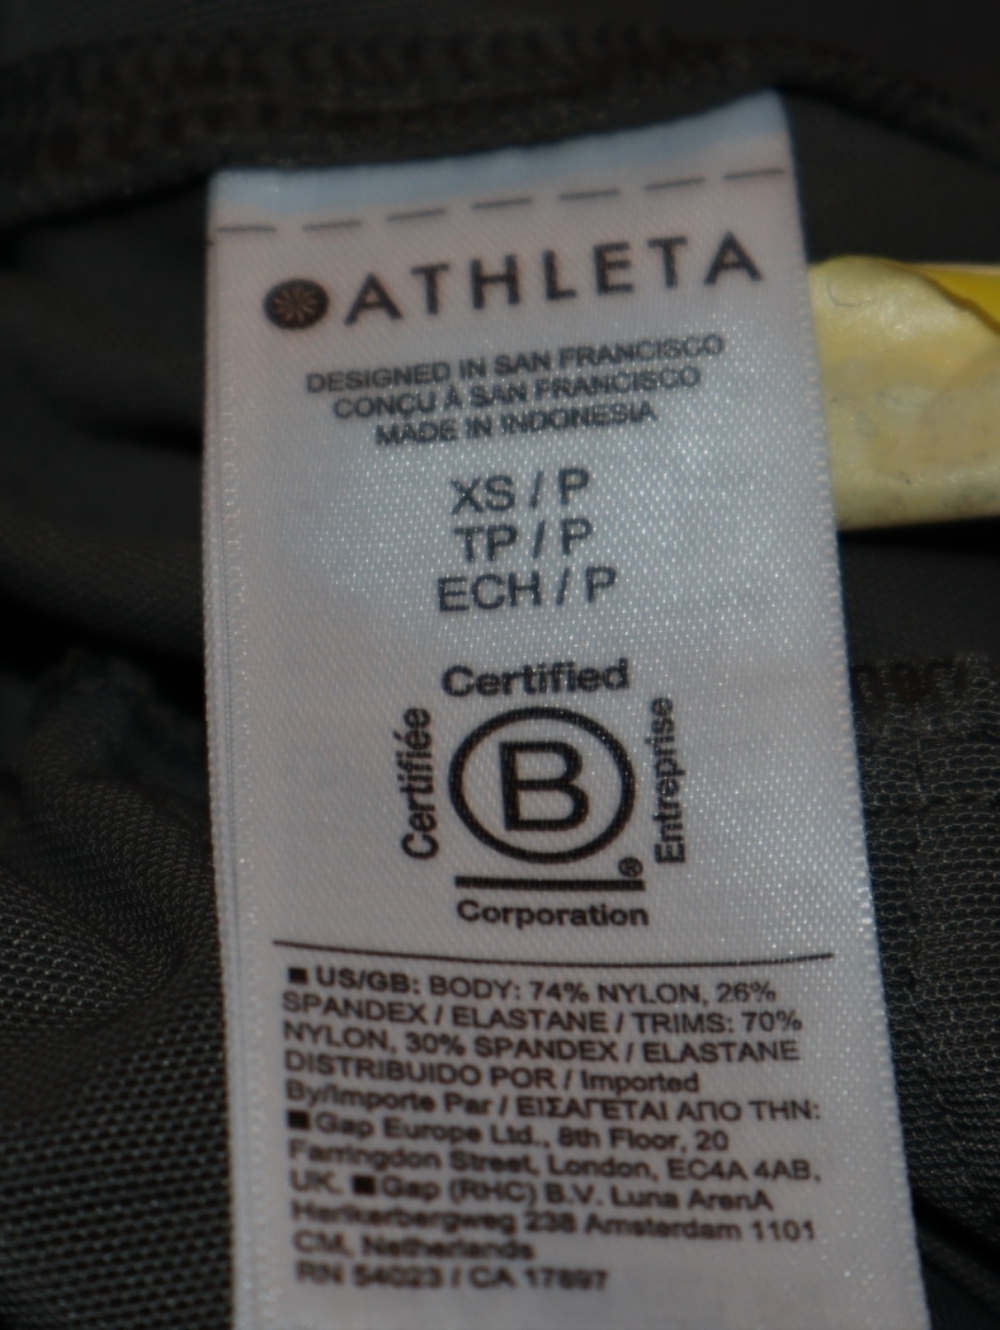 ATHLETA
DESIGNED IN SAN FRANCISCO
CONÇU À SAN FRANCISCO
MADE IN INDONESIA
XS / P
TP / P
ECH / P
Certified
Certifiée
B
Entreprise
®
Corporation
■ US/GB: BODY: 74% NYLON, 26%
SPANDEX / ELASTANE / TRIMS: 70%
NYLON, 30% SPANDEX / ELASTANE
DISTRIBUIDO POR / Imported
By/Importe Par / ΕΙΣΑΓΕΤΑΙ ΑΠΟ ΤΗΝ:
■ Gap Europe Ltd., 8th Floor, 20
Farringdon Street, London, EC4A 4AB,
UK. ■ Gap (RHC) B.V. Luna ArenA
Herikerbergweg 238 Amsterdam 1101
CM, Netherlands
RN 54023 / CA 17897